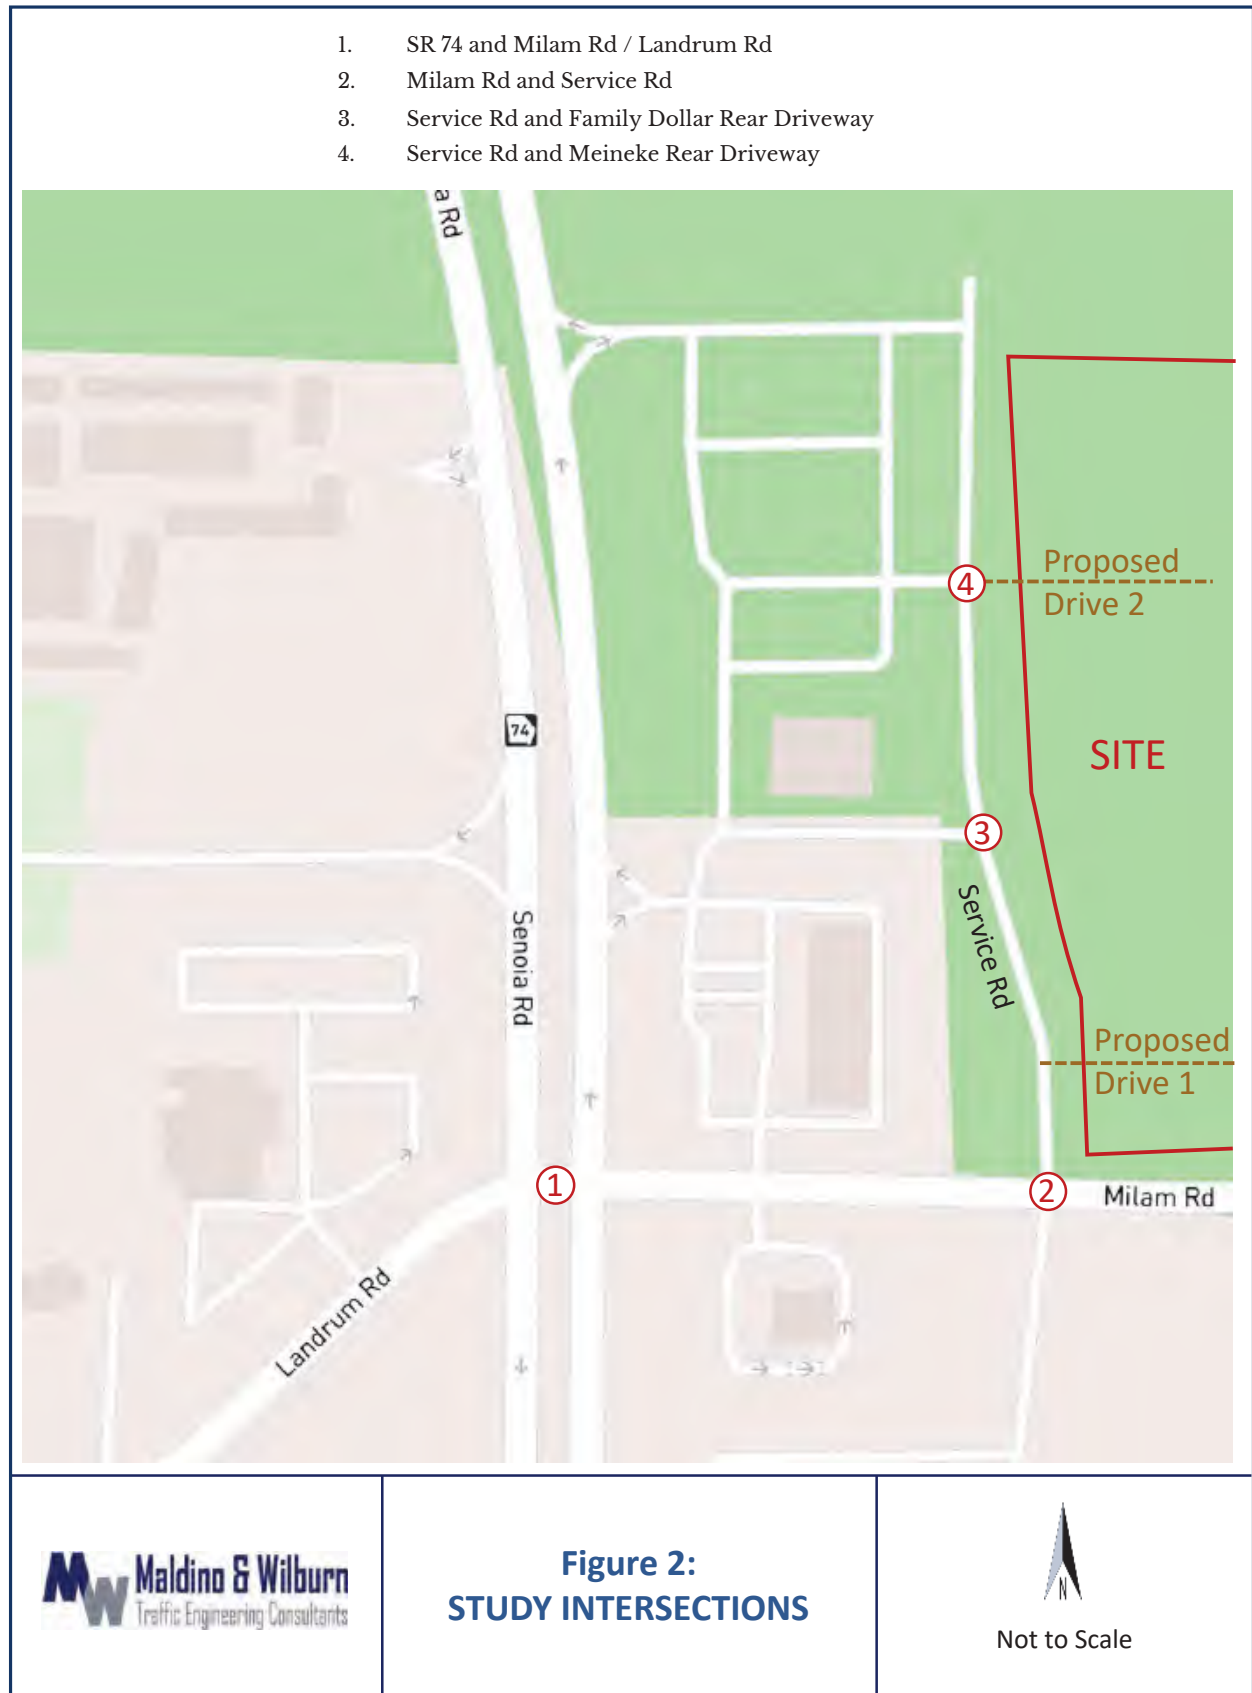 1. SR 74 and Milam Rd / Landrum Rd
2. Milam Rd and Service Rd
3. Service Rd and Family Dollar Rear Driveway
4. Service Rd and Meineke Rear Driveway
a Rd
4
Proposed
Drive 2
74
SITE
3
Service Rd
Senoia Rd
Proposed
Drive 1
1
2
Milam Rd
Landrum Rd
MW
Maldino & Wilburn
Traffic Engineering Consultants
Figure 2:
STUDY INTERSECTIONS
N
Not to Scale